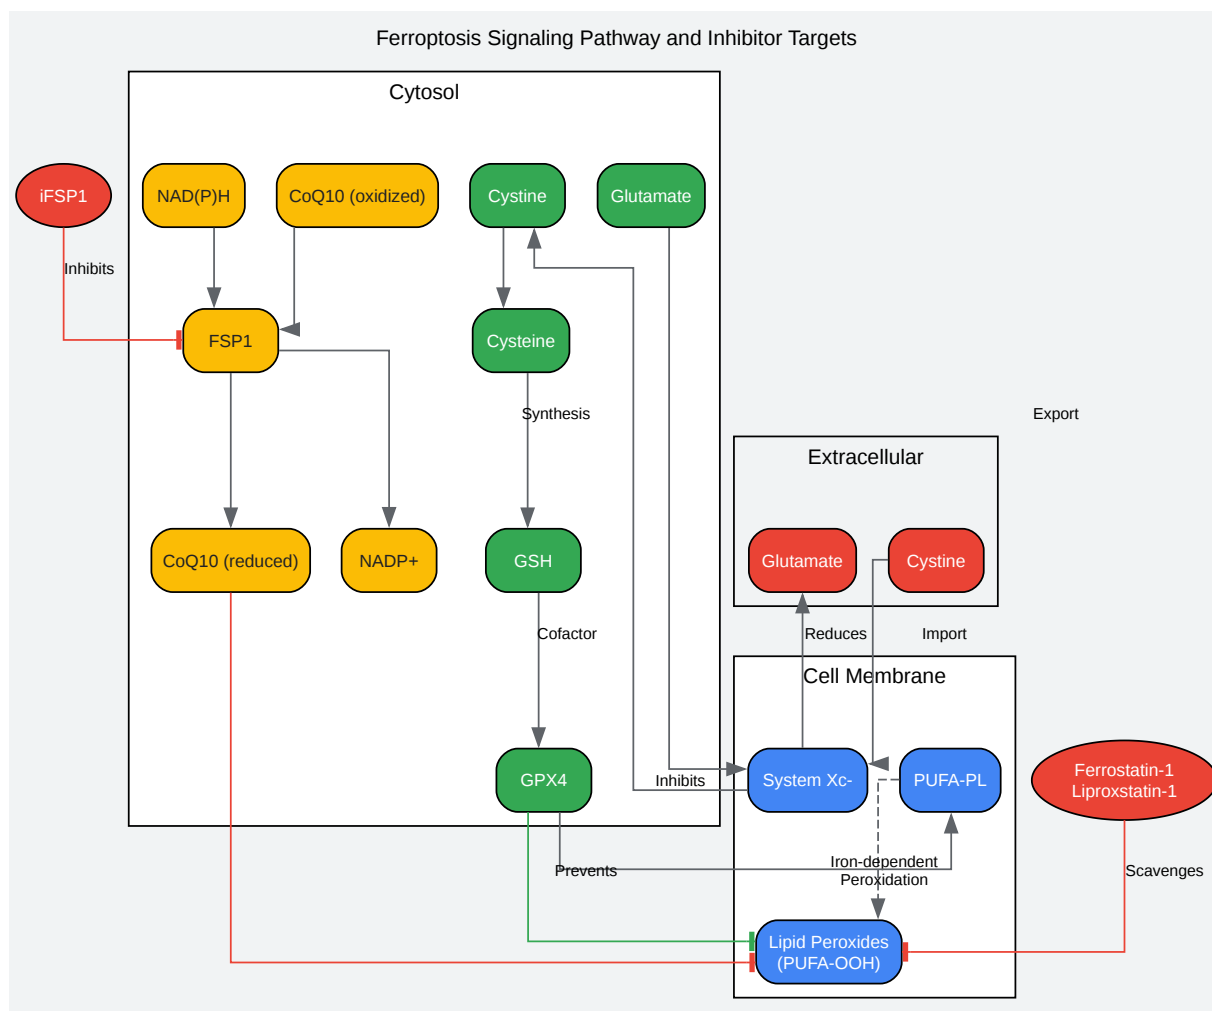 Ferroptosis Signaling Pathway and Inhibitor Targets
Cytosol
iFSP1
NAD(P)H
CoQ10 (oxidized)
Cystine
Glutamate
Inhibits
FSP1
Cysteine
Synthesis
Export
Extracellular
CoQ10 (reduced)
NADP+
GSH
Glutamate
Cystine
Cofactor
Reduces
Import
Cell Membrane
GPX4
Inhibits
System Xc-
PUFA-PL
Ferrostatin-1
Liproxstatin-1
Prevents
Iron-dependent
Peroxidation
Scavenges
Lipid Peroxides
(PUFA-OOH)